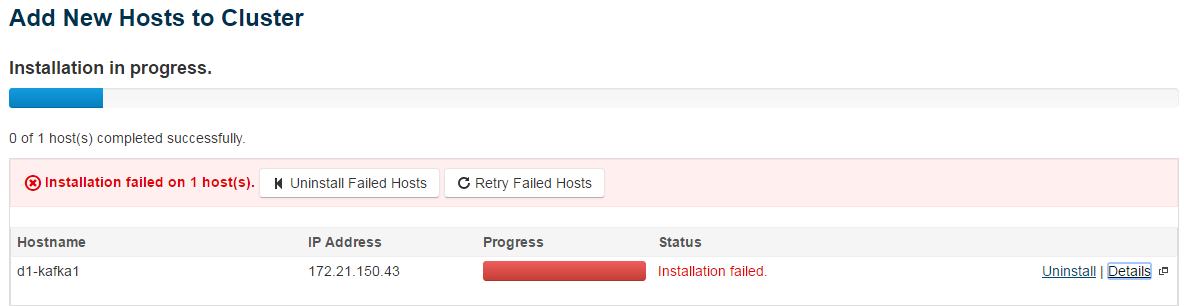 Add New Hosts to Cluster
Installation in progress.
0 of 1 host(s) completed successfully.
Installation failed on 1 host(s). Uninstall Failed Hosts Retry Failed Hosts
Hostname IP Address Progress Status
d1-kafka1 172.21.150.43 Installation failed. Uninstall | Details